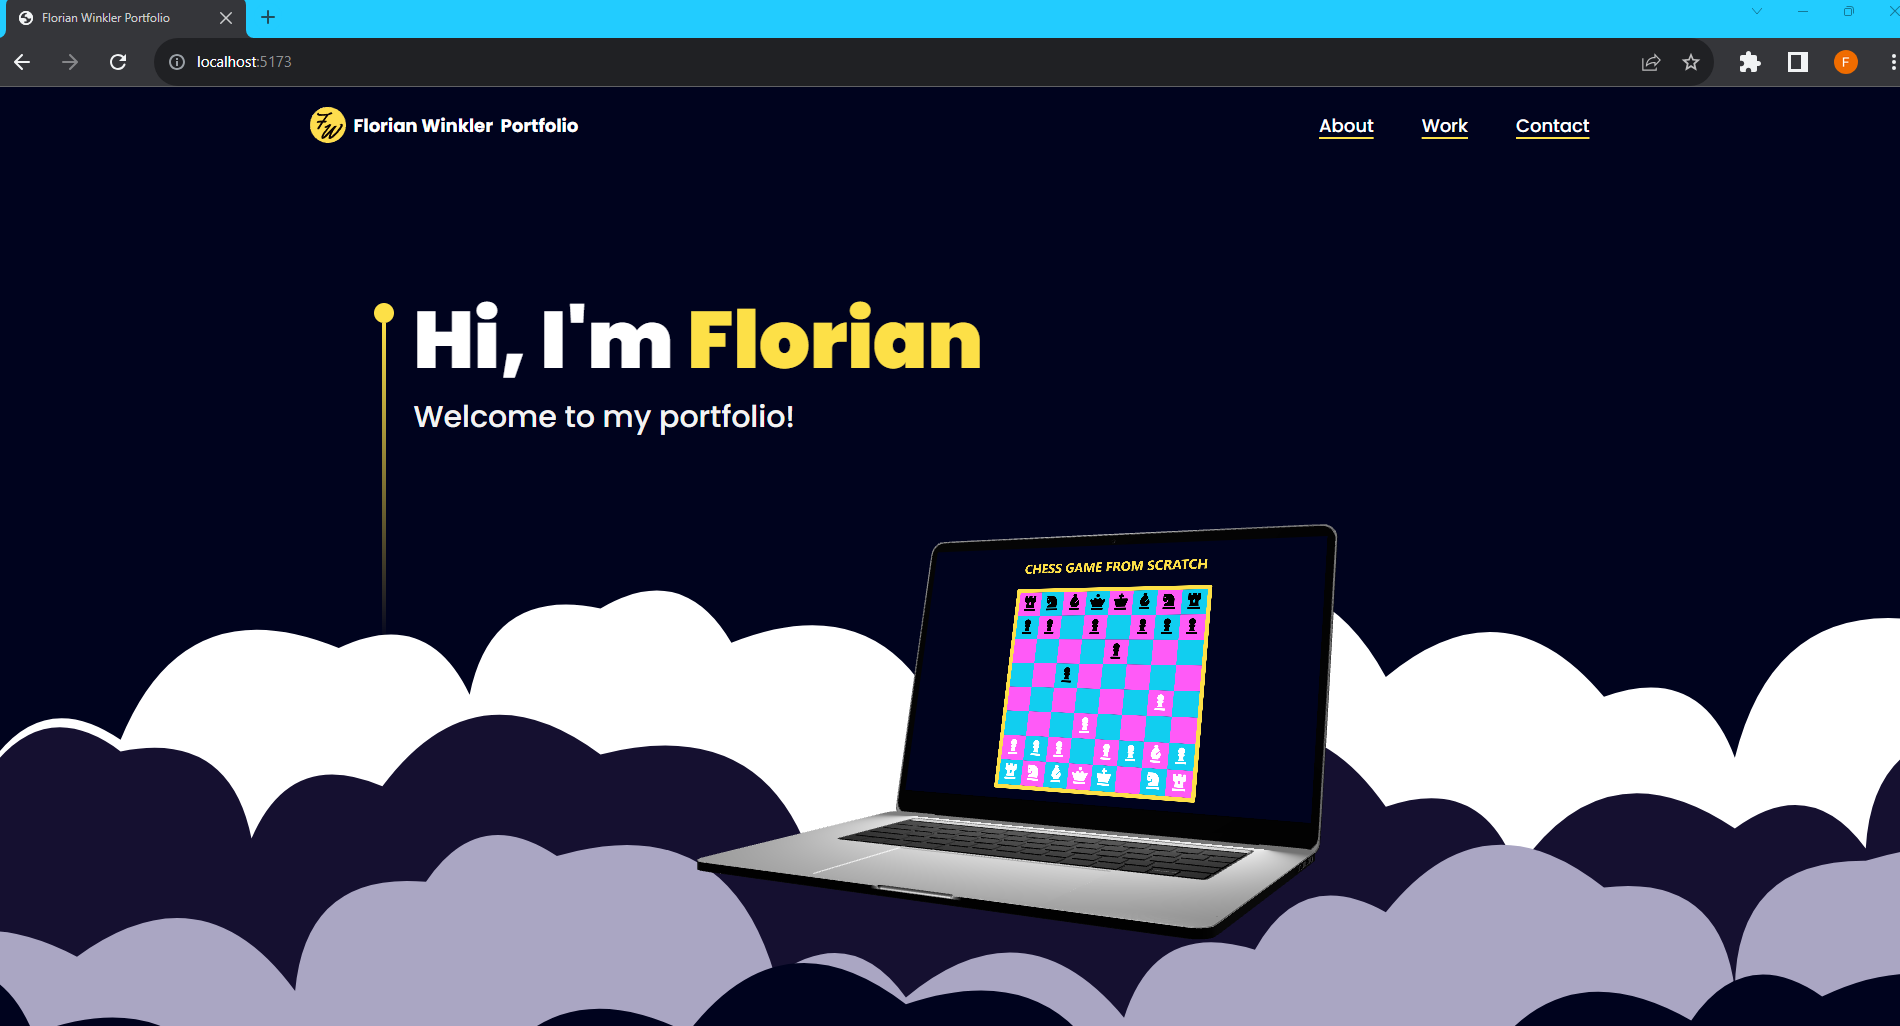 Florian Winkler Portfolio
localhost:5173
F
FW Florian Winkler Portfolio
About Work Contact
Hi, I'm Florian
Welcome to my portfolio!
CHESS GAME FROM SCRATCH